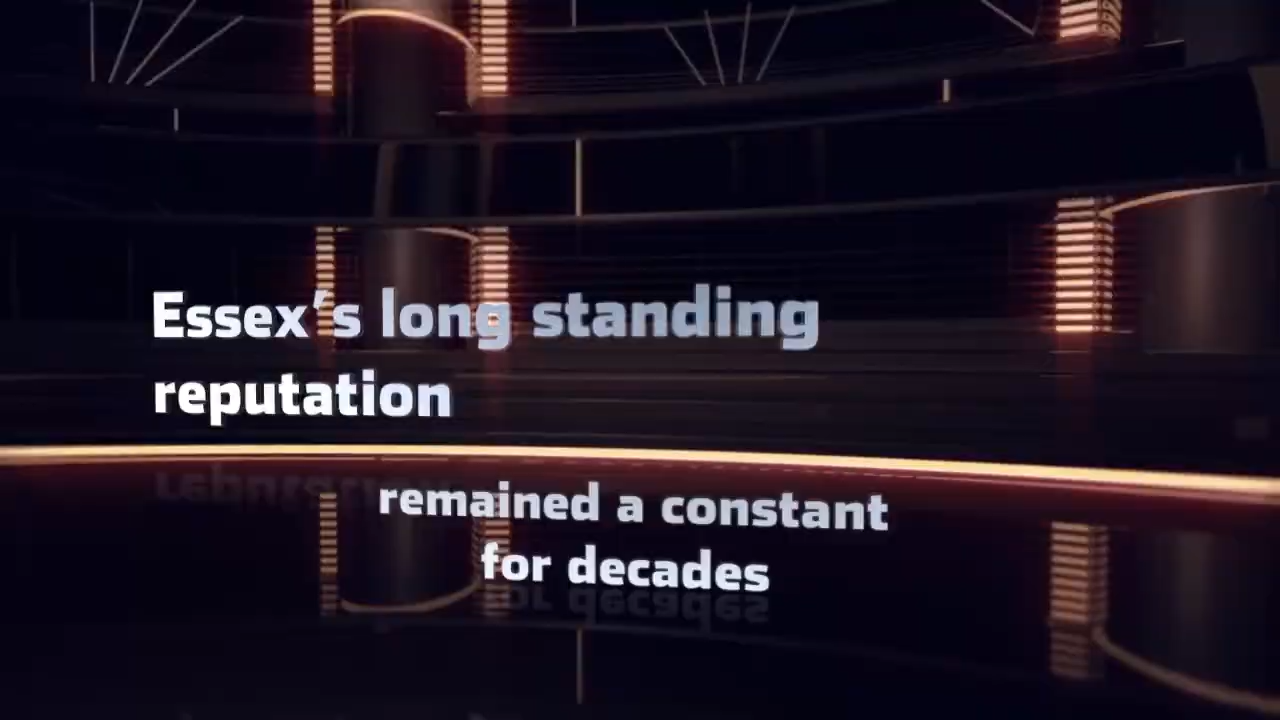 Essex’s long standing
reputation
remained a constant
for decades